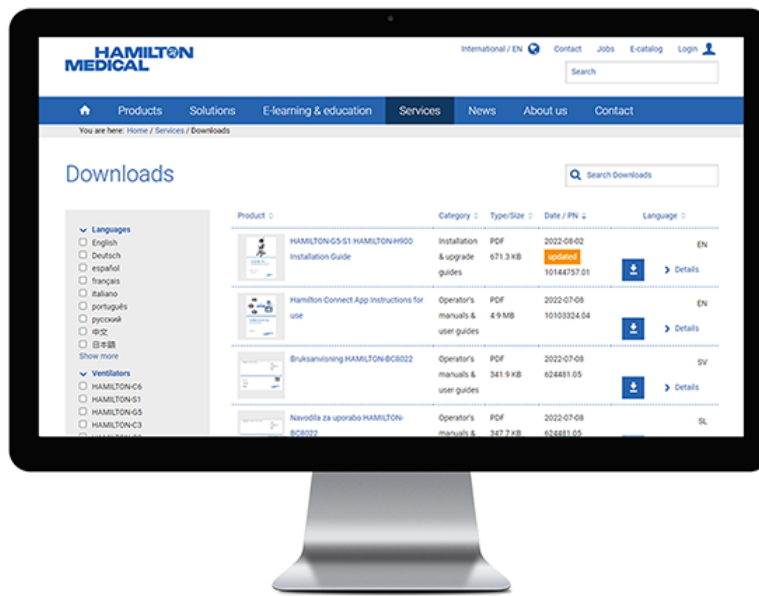 HAMILTON
MEDICAL
International / EN
Contact
Jobs
E-catalog
Login
Search
Products
Solutions
E-learning & education
Services
News
About us
Contact
You are here: Home / Services / Downloads
Downloads
Search Downloads
Languages
English
Deutsch
español
français
italiano
português
русский
中文
日本語
Show more
Ventilators
HAMILTON-C6
HAMILTON-S1
HAMILTON-G5
HAMILTON-C3
Product
Category
Type/Size
Date / PN
Language
HAMILTON-G5-S1 HAMILTON-H900
Installation Guide
Installation
& upgrade
guides
PDF
671.3 KB
2022-08-02
updated
10144757.01
EN
Details
Hamilton Connect App Instructions for
use
Operator's
manuals &
user guides
PDF
4.9 MB
2022-07-08
10103324.04
EN
Details
Bruksanvisning HAMILTON-BC8022
Operator's
manuals &
user guides
PDF
341.9 KB
2022-07-08
624481.05
SV
Details
Navodila za uporabo HAMILTON-
BC8022
Operator's
manuals &
PDF
347.7 KB
2022-07-08
624481.05
SL